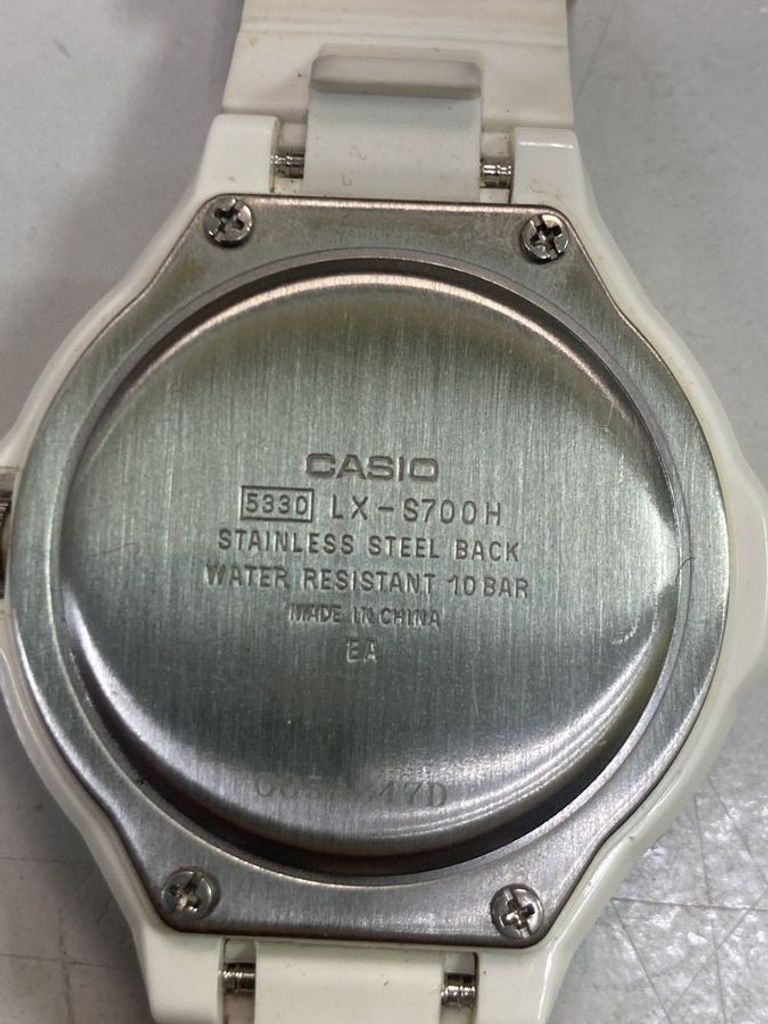 CASIO
5330 LX-S700H
STAINLESS STEEL BACK
WATER RESISTANT 10 BAR
MADE IN CHINA
EA